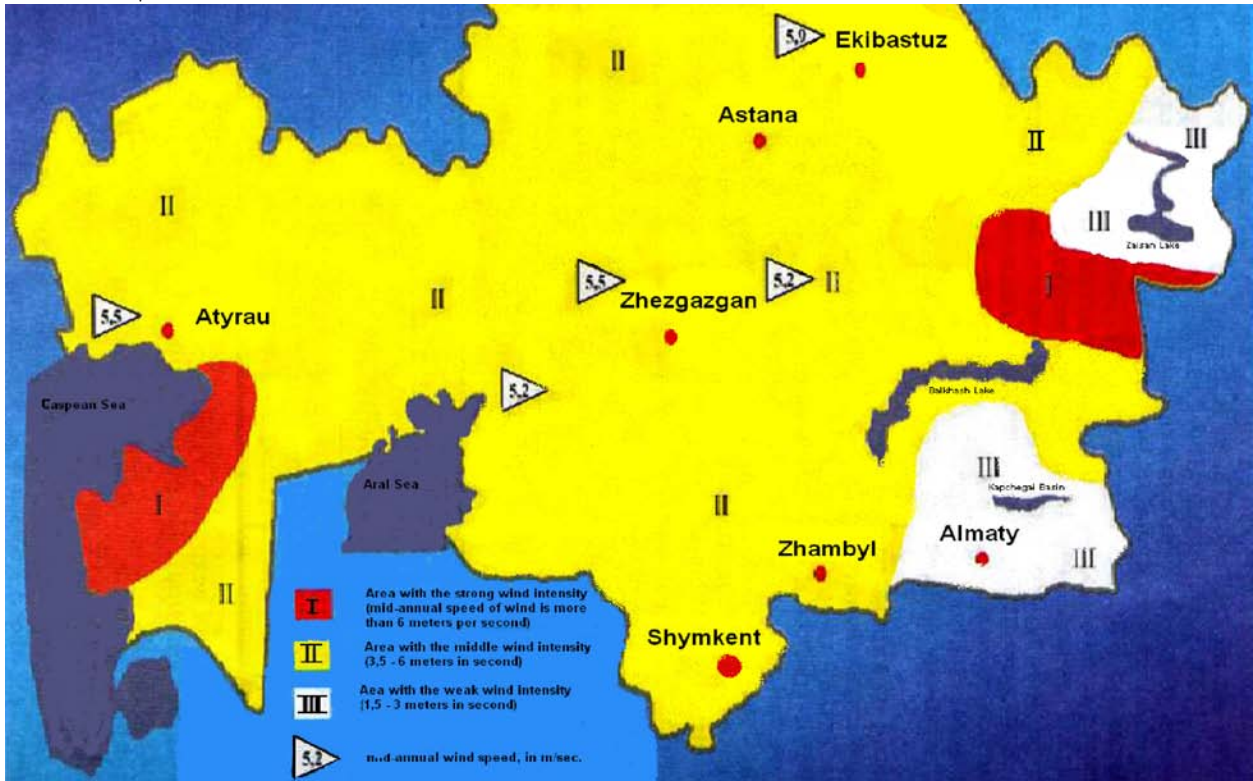 5,9
Ekibastuz
II
Astana
II
III
II
III
Zaizan Lake
5,5
5,2
II
II
I
Zhezgazgan
5,5
Atyrau
5,2
Balkhash Lake
Caspean Sea
III
Kapchegai Basin
Aral Sea
I
II
Almaty
Zhambyl
III
II
I
Area with the strong wind intensity
(mid-annual speed of wind is more
than 6 meters per second)
Shymkent
II
Area with the middle wind intensity
(3,5 - 6 meters in second)
III
Aea with the weak wind intensity
(1,5 - 3 meters in second)
5,2
mid-annual wind speed, in m/sec.